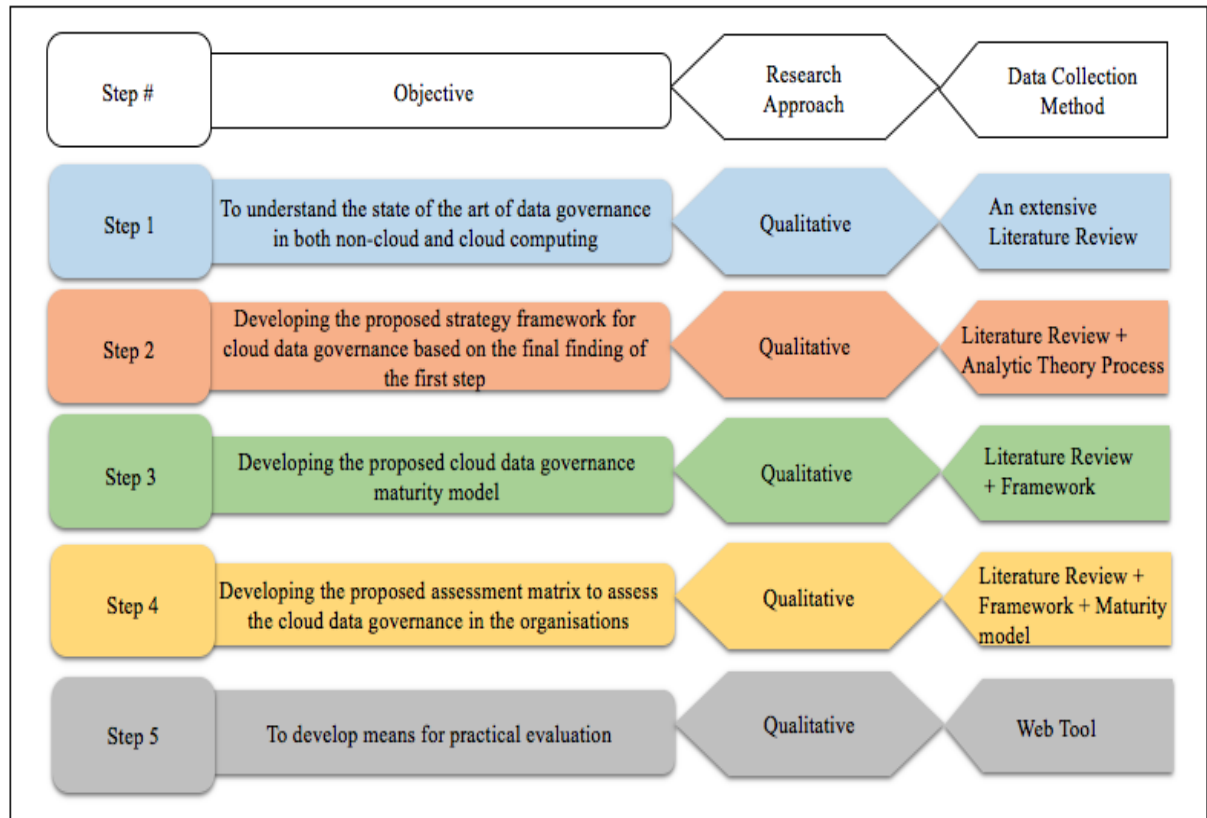 Step #
Objective
Research
Approach
Data Collection
Method
Step 1
To understand the state of the art of data governance
in both non-cloud and cloud computing
Qualitative
An extensive
Literature Review
Step 2
Developing the proposed strategy framework for
cloud data governance based on the final finding of
the first step
Qualitative
Literature Review +
Analytic Theory Process
Step 3
Developing the proposed cloud data governance
maturity model
Qualitative
Literature Review
+ Framework
Step 4
Developing the proposed assessment matrix to assess
the cloud data governance in the organisations
Qualitative
Literature Review +
Framework + Maturity
model
Step 5
To develop means for practical evaluation
Qualitative
Web Tool